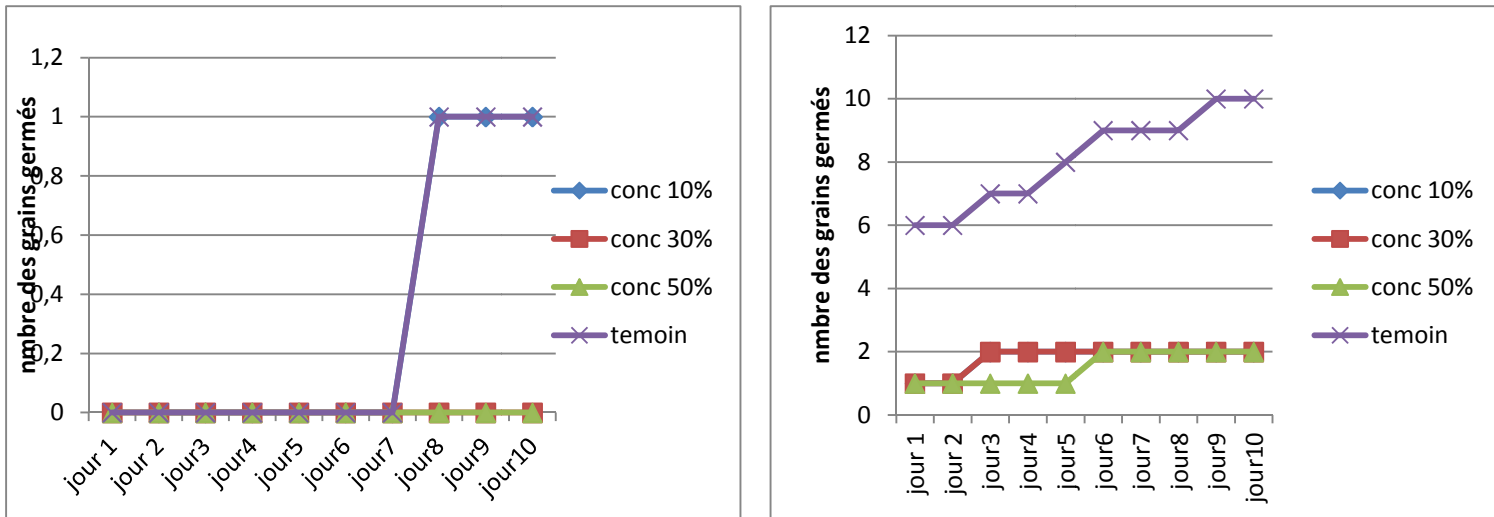 nmbre des grains germés
1,2
1
0,8
0,6
0,4
0,2
0
jour 1
jour 2
jour3
jour4
jour5
jour6
jour7
jour8
jour9
jour10
conc 10%
conc 30%
conc 50%
temoin
nmbre des grains germés
12
10
8
6
4
2
0
jour 1
jour 2
jour3
jour4
jour5
jour6
jour7
jour8
jour9
jour10
conc 10%
conc 30%
conc 50%
temoin